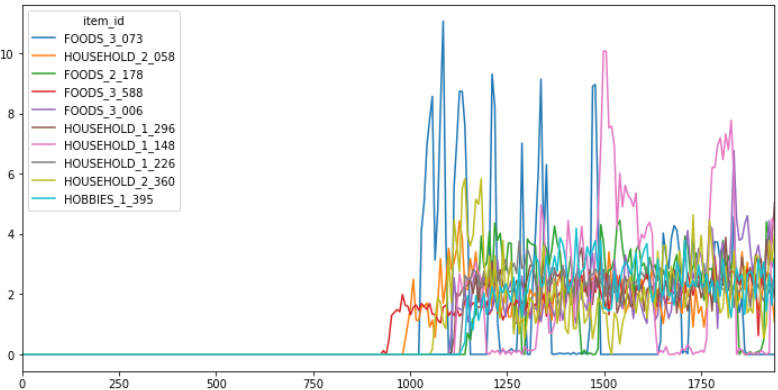 item_id
FOODS_3_073
HOUSEHOLD_2_058
FOODS_2_178
FOODS_3_588
FOODS_3_006
HOUSEHOLD_1_296
HOUSEHOLD_1_148
HOUSEHOLD_1_226
HOUSEHOLD_2_360
HOBBIES_1_395
10
8
6
4
2
0
0 250 500 750 1000 1250 1500 1750